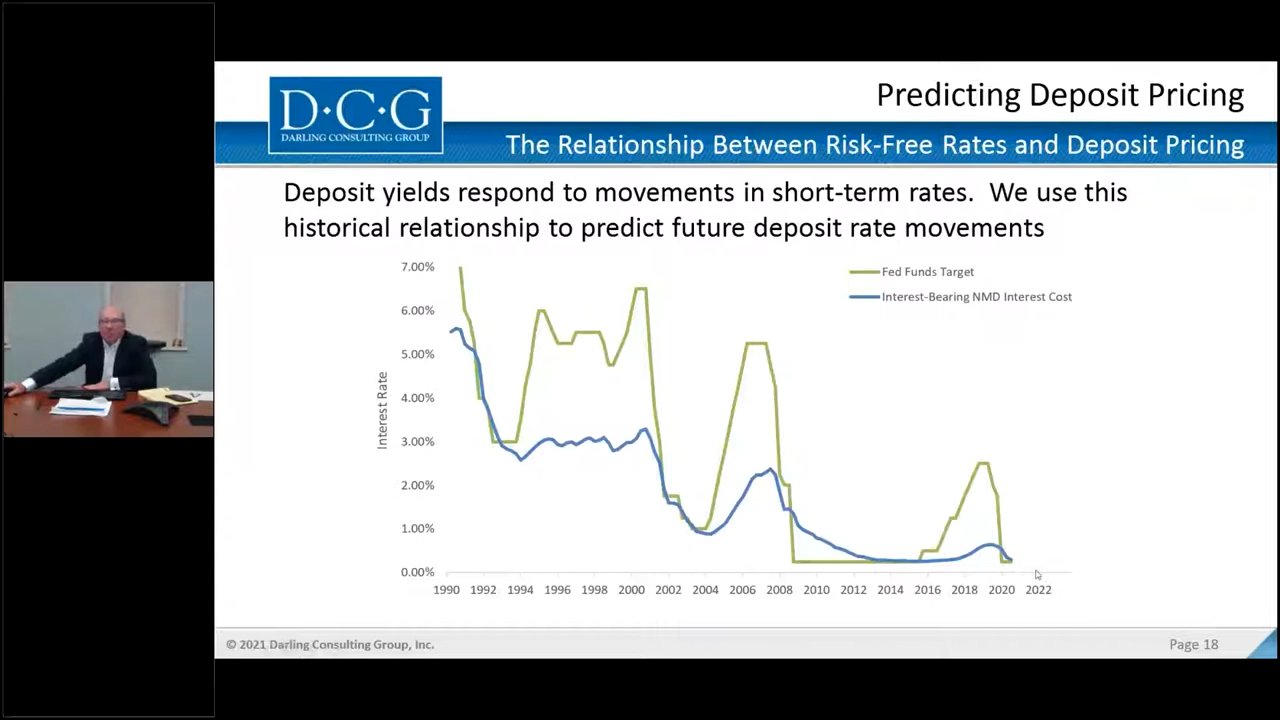 D·C·G
DARLING CONSULTING GROUP
Predicting Deposit Pricing
The Relationship Between Risk-Free Rates and Deposit Pricing
Deposit yields respond to movements in short-term rates.  We use this
historical relationship to predict future deposit rate movements
Fed Funds Target
Interest-Bearing NMD Interest Cost
Interest Rate
7.00%
6.00%
5.00%
4.00%
3.00%
2.00%
1.00%
0.00%
1990 1992 1994 1996 1998 2000 2002 2004 2006 2008 2010 2012 2014 2016 2018 2020 2022
© 2021 Darling Consulting Group, Inc.
Page 18